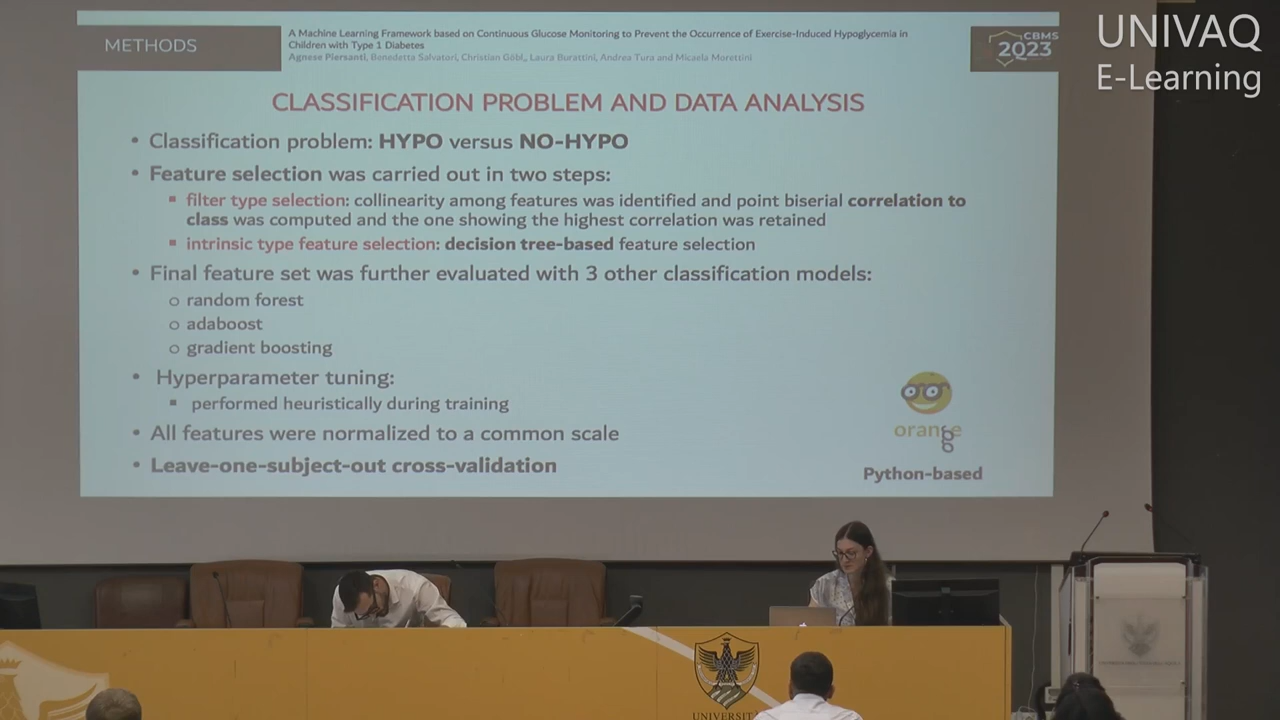 UNIVAQ
E-Learning
METHODS
A Machine Learning Framework based on Continuous Glucose Monitoring to Prevent the Occurrence of Exercise-Induced Hypoglycemia in
Children with Type 1 Diabetes
Agnese Piersanti, Benedetta Salvatori, Christian Göbl, Laura Burattini, Andrea Tura and Micaela Morettini
CBMS
2023
CLASSIFICATION PROBLEM AND DATA ANALYSIS
• Classification problem: HYPO versus NO-HYPO
• Feature selection was carried out in two steps:
▪ filter type selection: collinearity among features was identified and point biserial correlation to
class was computed and the one showing the highest correlation was retained
▪ intrinsic type feature selection: decision tree-based feature selection
• Final feature set was further evaluated with 3 other classification models:
o random forest
o adaboost
o gradient boosting
• Hyperparameter tuning:
▪ performed heuristically during training
• All features were normalized to a common scale
• Leave-one-subject-out cross-validation
orange
Python-based
UNIVERSIT